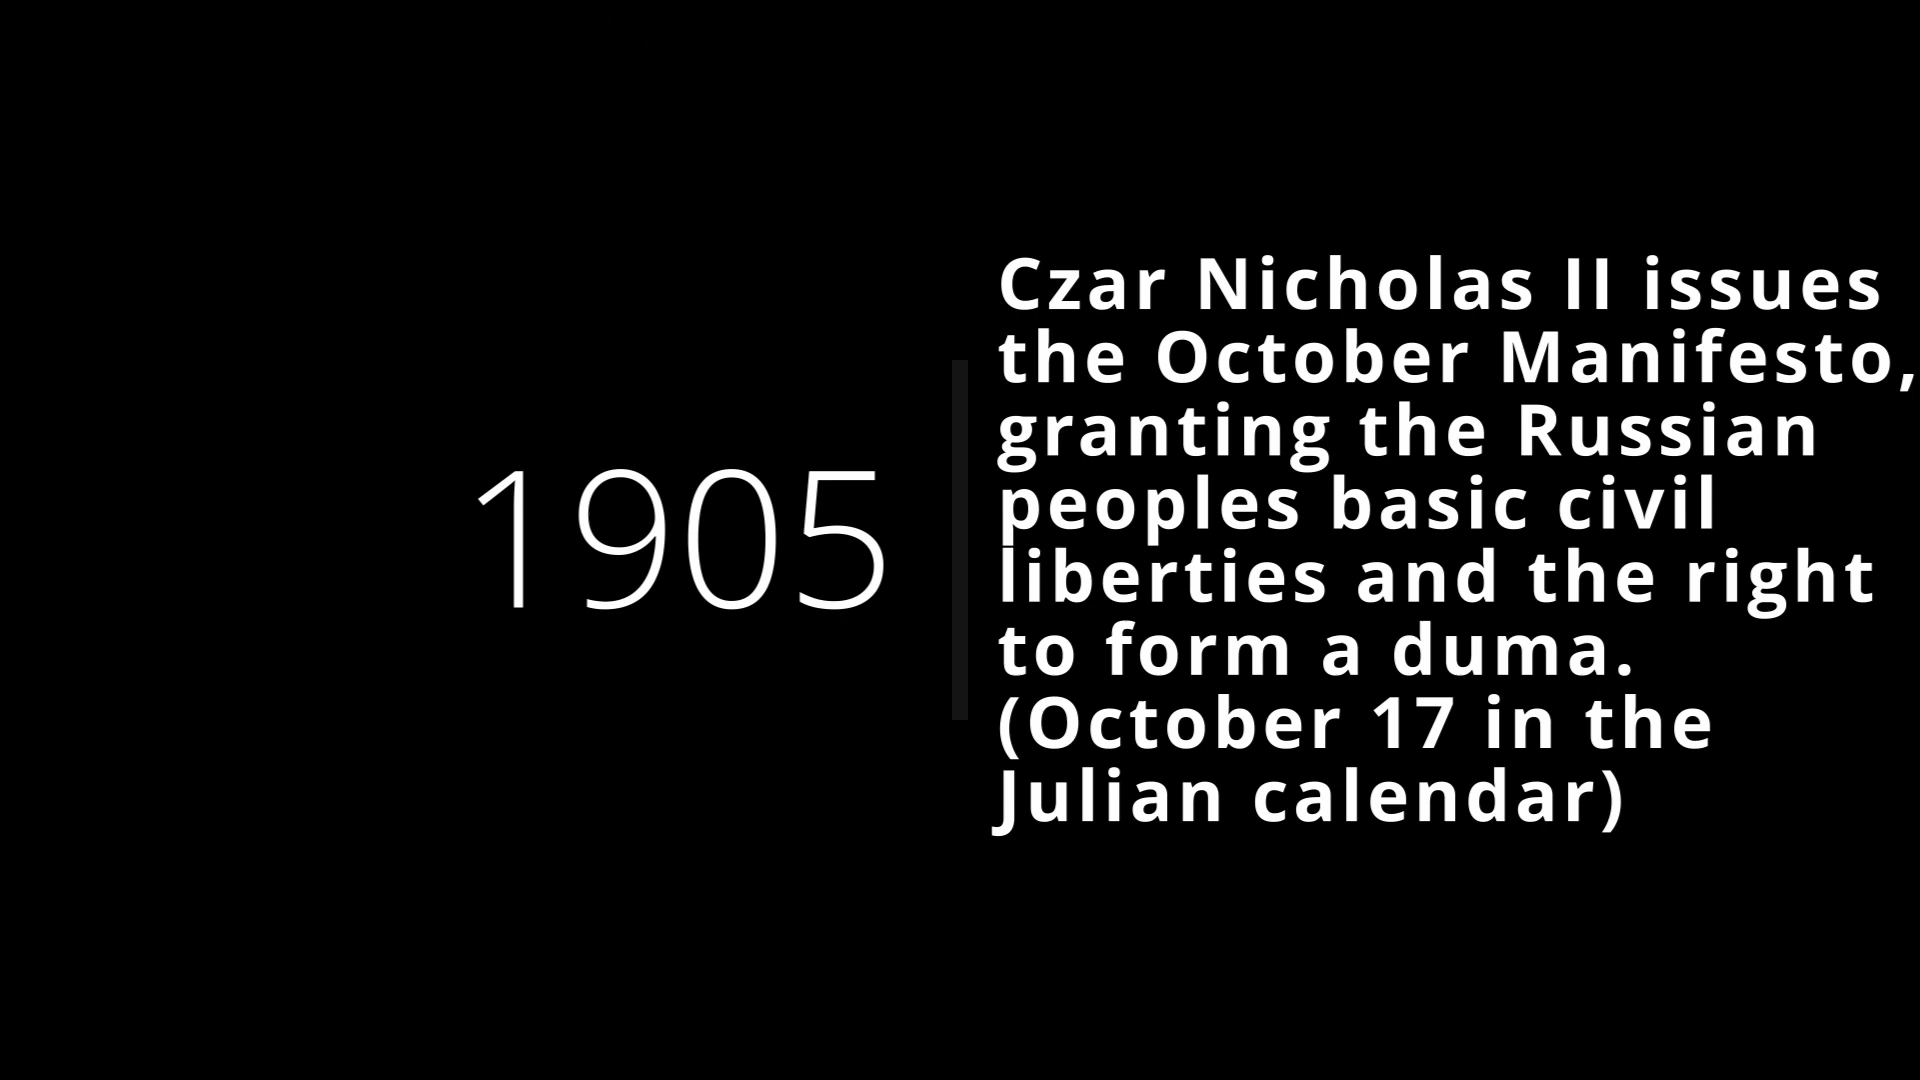 1905
Czar Nicholas II issues
the October Manifesto,
granting the Russian
peoples basic civil
liberties and the right
to form a duma.
(October 17 in the
Julian calendar)